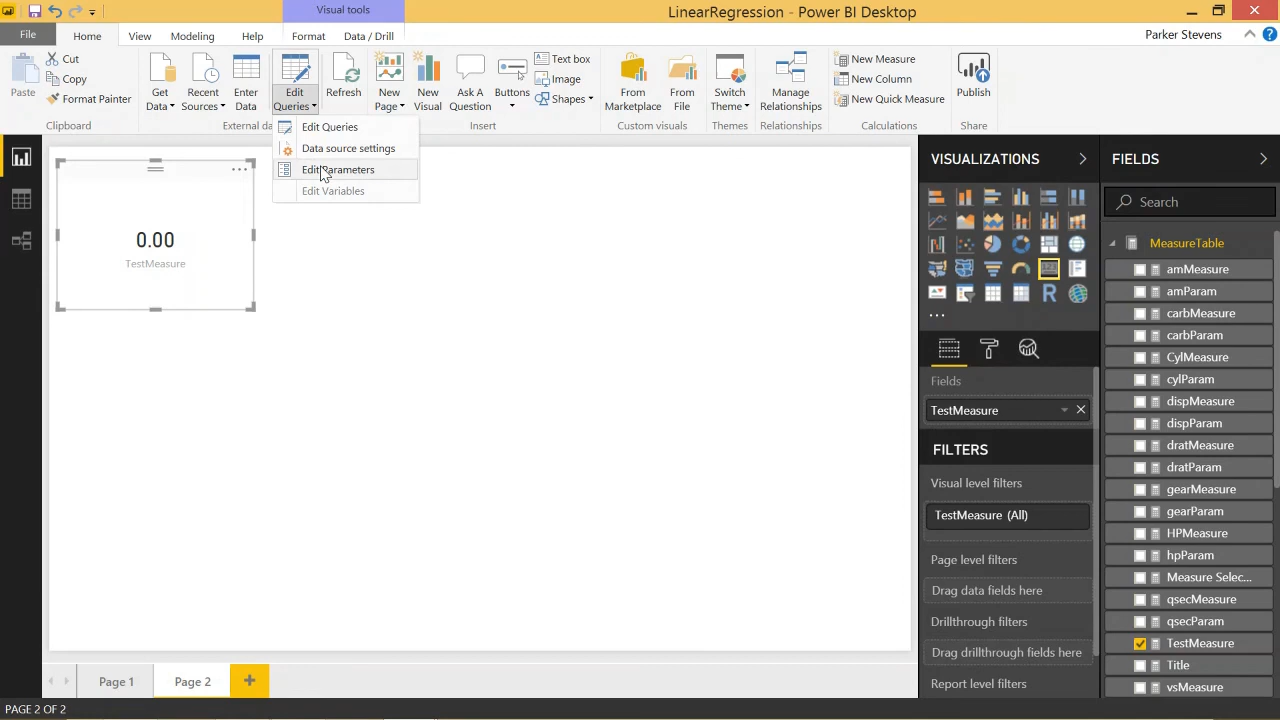 Visual tools
LinearRegression - Power BI Desktop
File
Home
View
Modeling
Help
Format
Data / Drill
Parker Stevens
Paste
Cut
Copy
Format Painter
Clipboard
Get
Data
Recent
Sources
Enter
Data
Edit
Queries
Refresh
External da
New
Page
New
Visual
Ask A
Question
Buttons
Text box
Image
Shapes
Insert
From
Marketplace
From
File
Custom visuals
Switch
Theme
Themes
Manage
Relationships
Relationships
New Measure
New Column
New Quick Measure
Calculations
Publish
Share
Edit Queries
Data source settings
Edit Parameters
Edit Variables
0.00
TestMeasure
VISUALIZATIONS
R
Fields
TestMeasure
FILTERS
Visual level filters
TestMeasure (All)
Page level filters
Drag data fields here
Drillthrough filters
Drag drillthrough fields here
Report level filters
FIELDS
Search
MeasureTable
amMeasure
amParam
carbMeasure
carbParam
CylMeasure
cylParam
dispMeasure
dispParam
dratMeasure
dratParam
gearMeasure
gearParam
HPMeasure
hpParam
Measure Selec...
qsecMeasure
qsecParam
TestMeasure
Title
vsMeasure
Page 1
Page 2
PAGE 2 OF 2